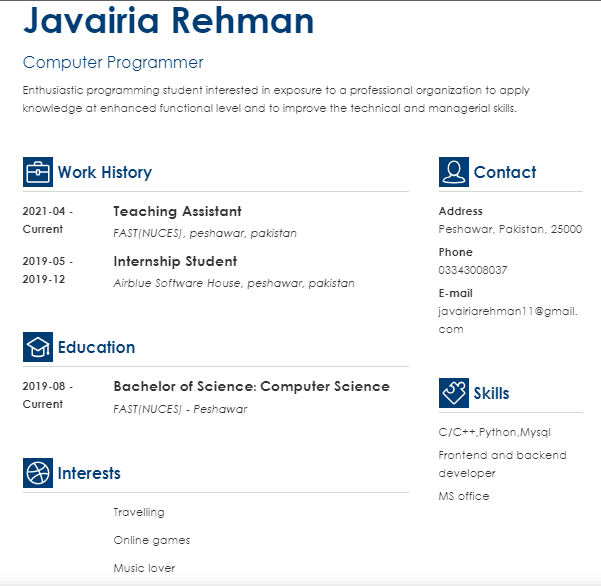 Javairia Rehman
Computer Programmer
Enthusiastic programming student interested in exposure to a professional organization to apply
knowledge at enhanced functional level and to improve the technical and managerial skills.
Work History
2021-04 -
Current
Teaching Assistant
FAST(NUCES), peshawar, pakistan
2019-05 -
2019-12
Internship Student
Airblue Software House, peshawar, pakistan
Education
2019-08 -
Current
Bachelor of Science: Computer Science
FAST(NUCES) - Peshawar
Interests
Travelling
Online games
Music lover
Contact
Address
Peshawar, Pakistan, 25000
Phone
03343008037
E-mail
javairiarehman11@gmail.
com
Skills
C/C++,Python,Mysql
Frontend and backend
developer
MS office